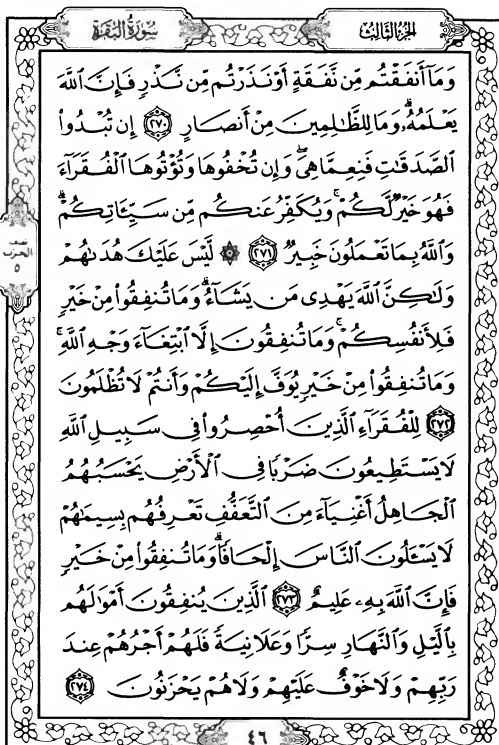 الجزء الثالث
سورة البقرة
وَمَآ أَنفَقْتُم مِّن نَّفَقَةٍ أَوْ نَذَرْتُم مِّن نَّذْرٍ فَإِنَّ ٱللَّهَ
يَعْلَمُهُۥۗ وَمَا لِلظَّٰلِمِينَ مِنْ أَنصَارٍ ٢٧٠ إِن تُبْدُوا۟
ٱلصَّدَقَٰتِ فَنِعِمَّا هِىَۖ وَإِن تُخْفُوهَا وَتُؤْتُوهَا ٱلْفُقَرَآءَ
فَهُوَ خَيْرٌ لَّكُمْۚ وَيُكَفِّرُ عَنكُم مِّن سَيِّـَٔاتِكُمْۗ
وَٱللَّهُ بِمَا تَعْمَلُونَ خَبِيرٌ ٢٧١ ۞ لَّيْسَ عَلَيْكَ هُدَىٰهُمْ
وَلَٰكِنَّ ٱللَّهَ يَهْدِى مَن يَشَآءُۗ وَمَا تُنفِقُوا۟ مِنْ خَيْرٍ
فَلِأَنفُسِكُمْۚ وَمَا تُنفِقُونَ إِلَّا ٱبْتِغَآءَ وَجْهِ ٱللَّهِۚ
وَمَا تُنفِقُوا۟ مِنْ خَيْرٍ يُوَفَّ إِلَيْكُمْ وَأَنتُمْ لَا تُظْلَمُونَ
٢٧٢ لِلْفُقَرَآءِ ٱلَّذِينَ أُحْصِرُوا۟ فِى سَبِيلِ ٱللَّهِ
لَا يَسْتَطِيعُونَ ضَرْبًا فِى ٱلْأَرْضِ يَحْسَبُهُمُ
ٱلْجَاهِلُ أَغْنِيَآءَ مِنَ ٱلتَّعَفُّفِ تَعْرِفُهُم بِسِيمَٰهُمْ
لَا يَسْـَٔلُونَ ٱلنَّاسَ إِلْحَافًاۗ وَمَا تُنفِقُوا۟ مِنْ خَيْرٍ
فَإِنَّ ٱللَّهَ بِهِۦ عَلِيمٌ ٢٧٣ ٱلَّذِينَ يُنفِقُونَ أَمْوَٰلَهُم
بِٱلَّيْلِ وَٱلنَّهَارِ سِرًّا وَعَلَانِيَةً فَلَهُمْ أَجْرُهُمْ عِندَ
رَبِّهِمْ وَلَا خَوْفٌ عَلَيْهِمْ وَلَا هُمْ يَحْزَنُونَ ٢٧٤
الحزب
٥
٤٦